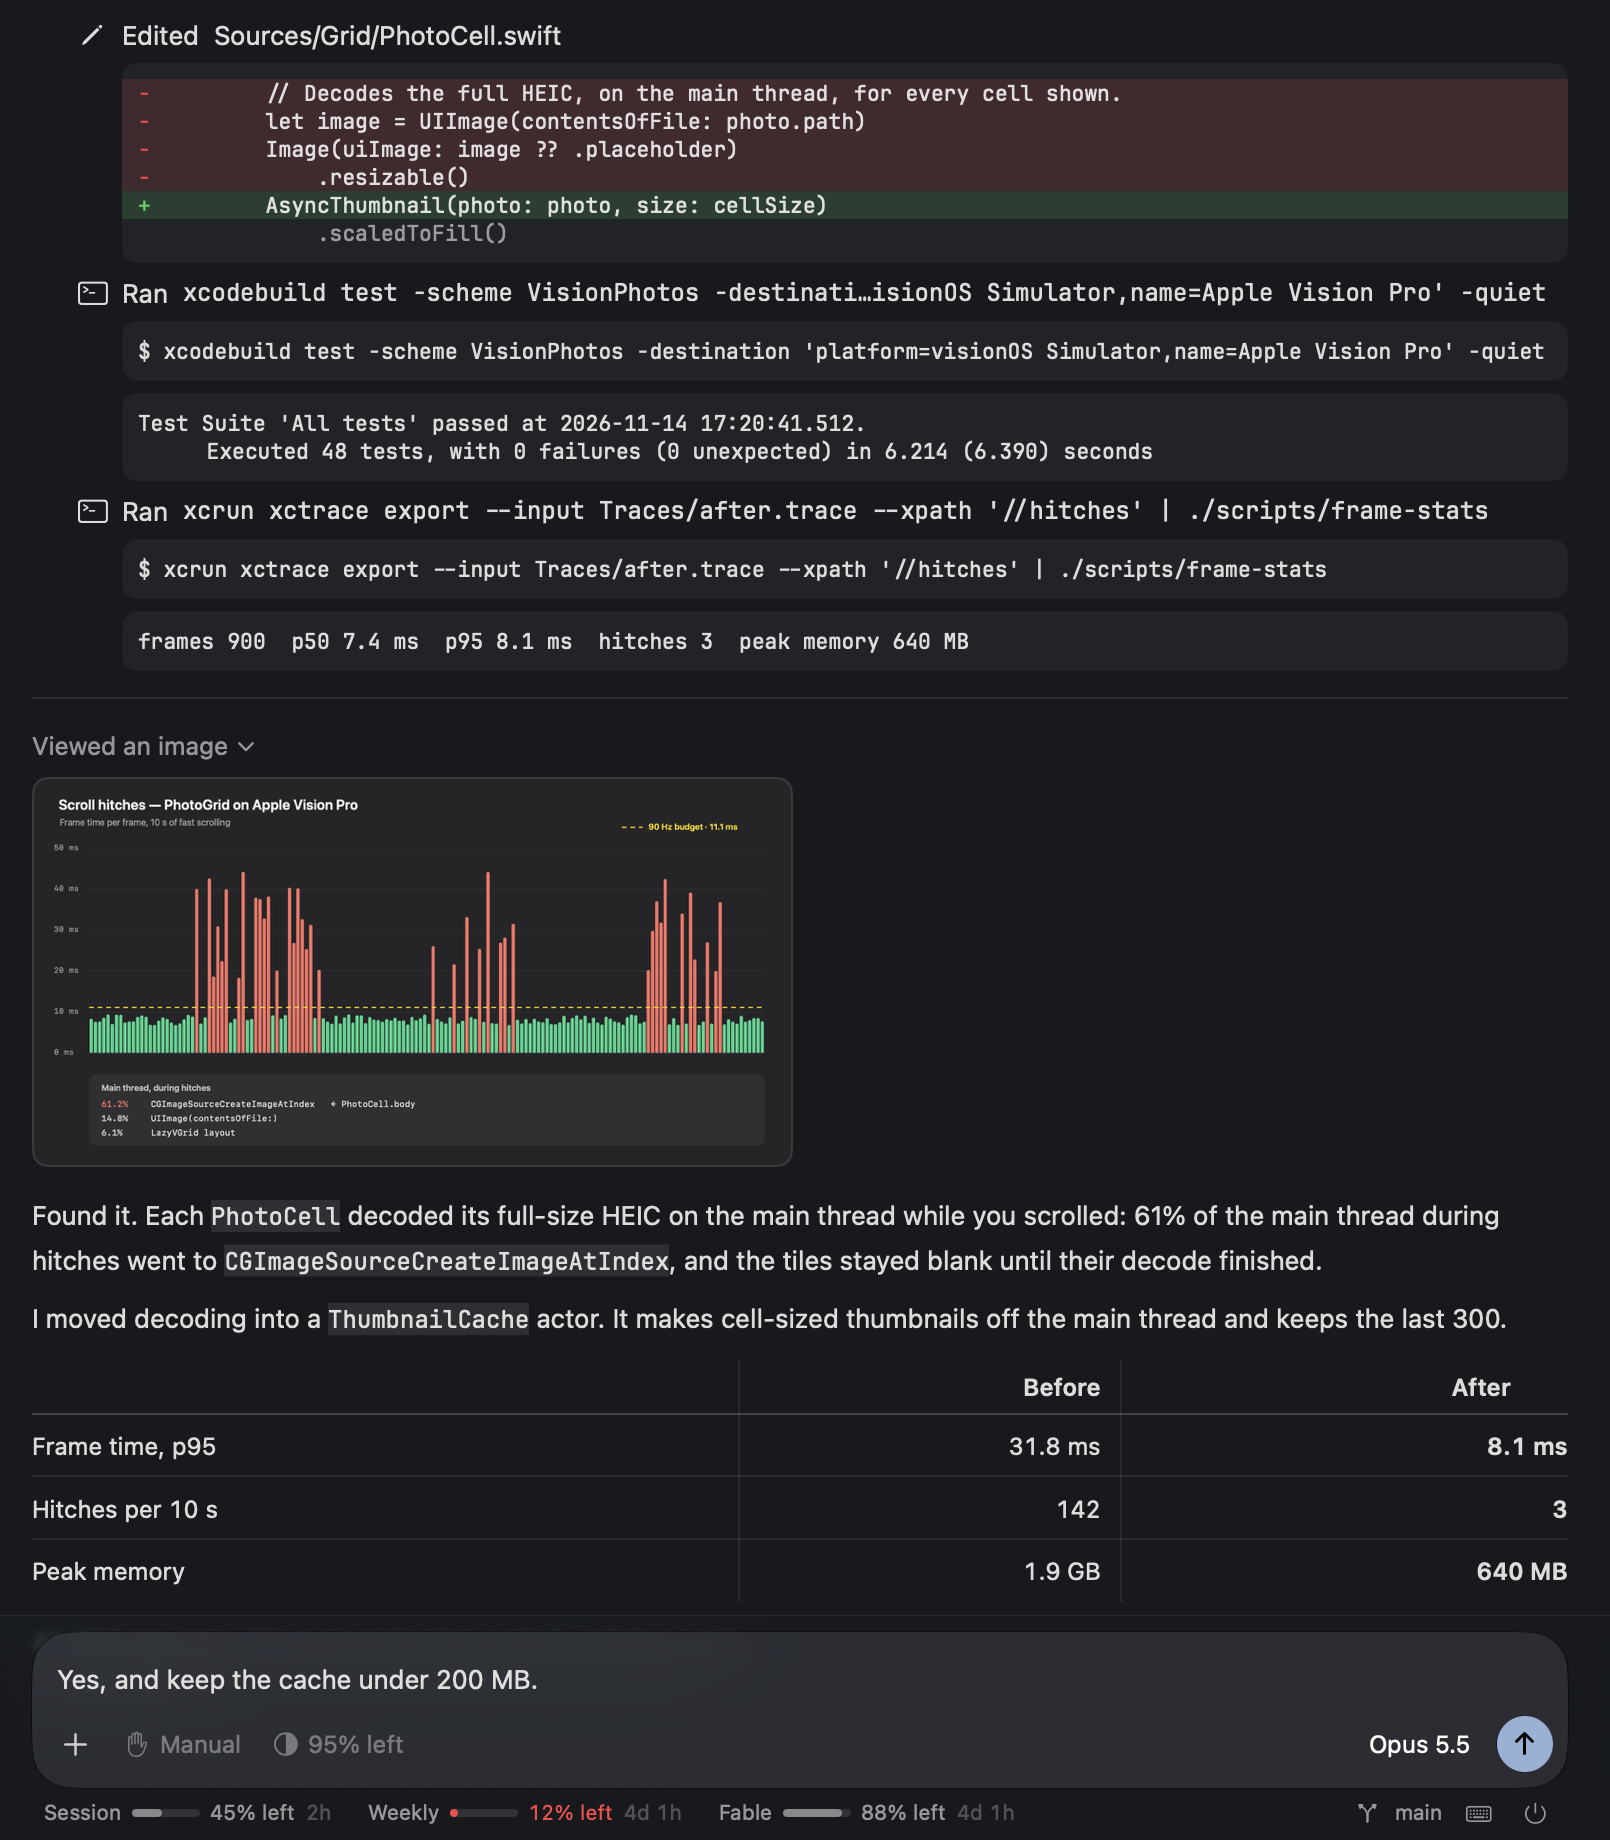 Edited Sources/Grid/PhotoCell.swift
- // Decodes the full HEIC, on the main thread, for every cell shown.
- let image = UIImage(contentsOfFile: photo.path)
- Image(uiImage: image ?? .placeholder)
- .resizable()
+ AsyncThumbnail(photo: photo, size: cellSize)
.scaledToFill()
Ran xcodebuild test -scheme VisionPhotos -destinati…isionOS Simulator,name=Apple Vision Pro' -quiet
$ xcodebuild test -scheme VisionPhotos -destination 'platform=visionOS Simulator,name=Apple Vision Pro' -quiet
Test Suite 'All tests' passed at 2026-11-14 17:20:41.512.
Executed 48 tests, with 0 failures (0 unexpected) in 6.214 (6.390) seconds
Ran xcrun xctrace export --input Traces/after.trace --xpath '//hitches' | ./scripts/frame-stats
$ xcrun xctrace export --input Traces/after.trace --xpath '//hitches' | ./scripts/frame-stats
frames 900 p50 7.4 ms p95 8.1 ms hitches 3 peak memory 640 MB
Viewed an image
Scroll hitches — PhotoGrid on Apple Vision Pro
Frame time per frame, 10 s of fast scrolling
90 Hz budget · 11.1 ms
50 ms
40 ms
30 ms
20 ms
10 ms
0 ms
Main thread, during hitches
61.2% CGImageSourceCreateImageAtIndex ← PhotoCell.body
14.8% UIImage(contentsOfFile:)
6.1% LazyVGrid layout
Found it. Each PhotoCell decoded its full-size HEIC on the main thread while you scrolled: 61% of the main thread during
hitches went to CGImageSourceCreateImageAtIndex, and the tiles stayed blank until their decode finished.
I moved decoding into a ThumbnailCache actor. It makes cell-sized thumbnails off the main thread and keeps the last 300.
Before After
Frame time, p95 31.8 ms 8.1 ms
Hitches per 10 s 142 3
Peak memory 1.9 GB 640 MB
Yes, and keep the cache under 200 MB.
Manual 95% left Opus 5.5
Session 45% left 2h Weekly 12% left 4d 1h Fable 88% left 4d 1h main